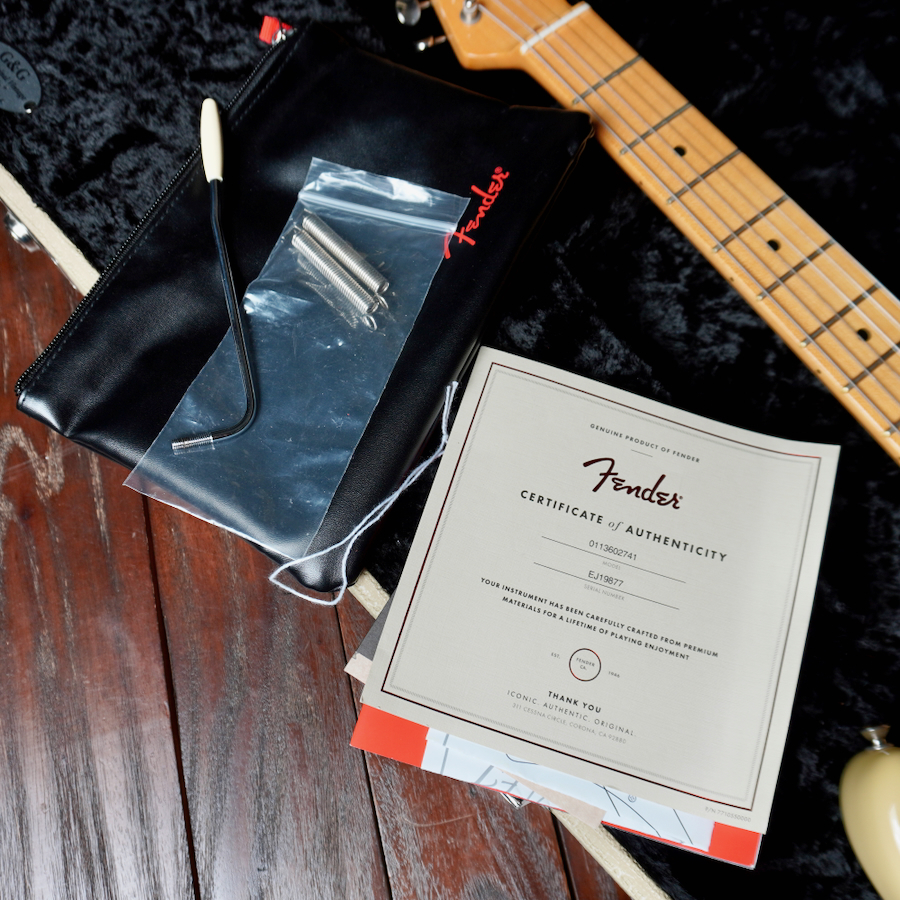 G&G
Fender®
GENUINE PRODUCT OF FENDER
Fender®
CERTIFICATE of AUTHENTICITY
0113602741
MODEL
EJ19877
SERIAL NUMBER
YOUR INSTRUMENT HAS BEEN CAREFULLY CRAFTED FROM PREMIUM
MATERIALS FOR A LIFETIME OF PLAYING ENJOYMENT
EST. FENDER CA. 1946
THANK YOU
ICONIC. AUTHENTIC. ORIGINAL
311 CESSNA CIRCLE, CORONA, CA 92880